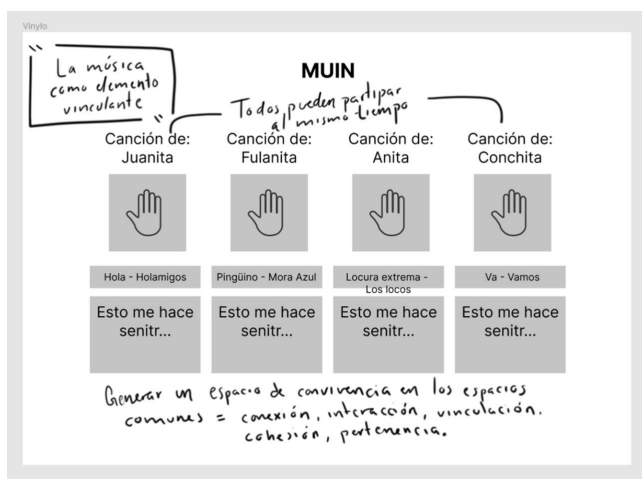 Vinylo
"La música
como elemento
vinculante"
MUIN
Todos pueden partipar
al mismo tiempo
Canción de:
Juanita
Canción de:
Fulanita
Canción de:
Anita
Canción de:
Conchita
Hola - Holamigos
Pingüino - Mora Azul
Locura extrema -
Los locos
Va - Vamos
Esto me hace
senitr...
Esto me hace
senitr...
Esto me hace
senitr...
Esto me hace
senitr...
Generar un espacio de convivencia en los espacios
comunes = conexión, interacción, vinculación.
cohesión, pertenencia.